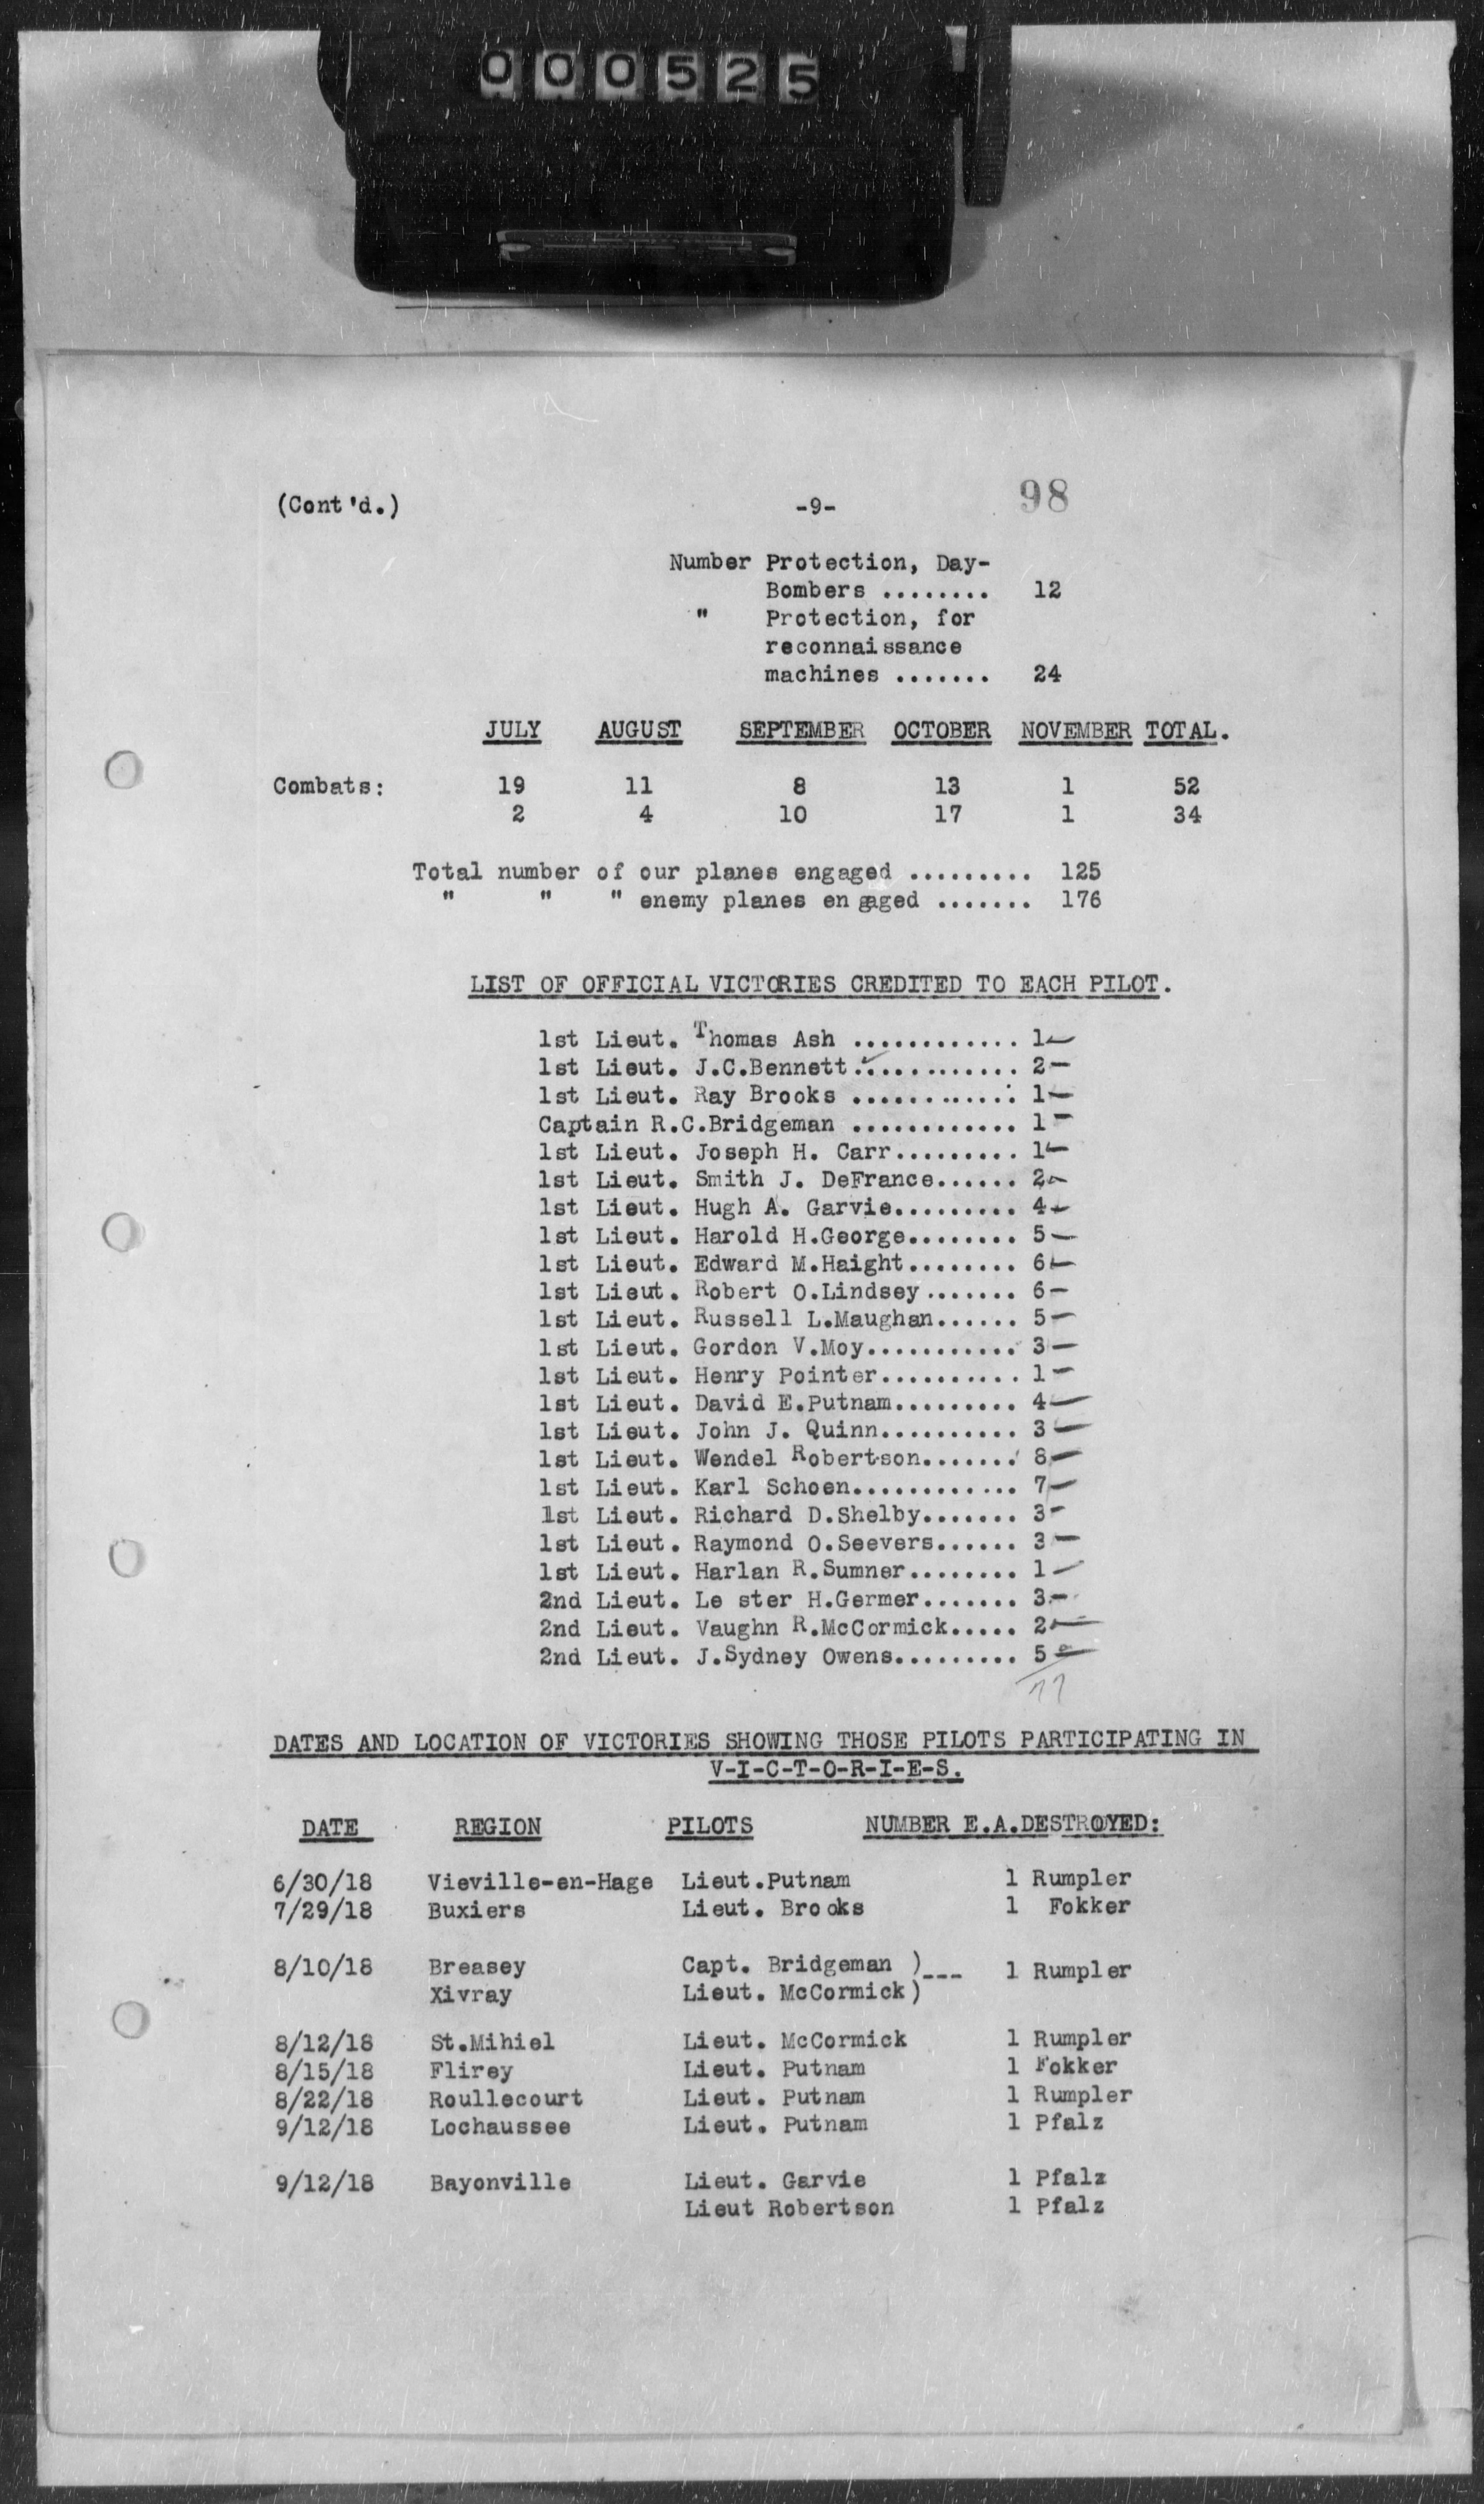 000525
(Cont'd.) -9- 98
Number Protection, Day-
Bombers ........ 12
" Protection, for
reconnaissance
machines ....... 24
JULY AUGUST SEPTEMBER OCTOBER NOVEMBER TOTAL.
Combats: 19 11 8 13 1 52
2 4 10 17 1 34
Total number of our planes engaged ......... 125
" " " enemy planes engaged ....... 176
LIST OF OFFICIAL VICTORIES CREDITED TO EACH PILOT.
1st Lieut. Thomas Ash ............ 1
1st Lieut. J.C.Bennett............ 2
1st Lieut. Ray Brooks ............ 1
Captain R.C.Bridgeman ............ 1
1st Lieut. Joseph H. Carr......... 1
1st Lieut. Smith J. DeFrance...... 2
1st Lieut. Hugh A. Garvie......... 4
1st Lieut. Harold H.George........ 5
1st Lieut. Edward M.Haight........ 6
1st Lieut. Robert O.Lindsey....... 6
1st Lieut. Russell L.Maughan...... 5
1st Lieut. Gordon V.Moy........... 3
1st Lieut. Henry Pointer.......... 1
1st Lieut. David E.Putnam......... 4
1st Lieut. John J. Quinn.......... 3
1st Lieut. Wendel Robertson....... 8
1st Lieut. Karl Schoen............ 7
1st Lieut. Richard D.Shelby....... 3
1st Lieut. Raymond O.Seevers...... 3
1st Lieut. Harlan R.Sumner........ 1
2nd Lieut. Le ster H.Germer....... 3
2nd Lieut. Vaughn R.McCormick..... 2
2nd Lieut. J.Sydney Owens......... 5
77
DATES AND LOCATION OF VICTORIES SHOWING THOSE PILOTS PARTICIPATING IN
V-I-C-T-O-R-I-E-S.
DATE REGION PILOTS NUMBER E.A.DESTROYED:
6/30/18 Vieville-en-Hage Lieut.Putnam 1 Rumpler
7/29/18 Buxiers Lieut. Brooks 1 Fokker
8/10/18 Breasey Capt. Bridgeman )--- 1 Rumpler
Xivray Lieut. McCormick)
8/12/18 St.Mihiel Lieut. McCormick 1 Rumpler
8/15/18 Flirey Lieut. Putnam 1 Fokker
8/22/18 Roullecourt Lieut. Putnam 1 Rumpler
9/12/18 Lochaussee Lieut. Putnam 1 Pfalz
9/12/18 Bayonville Lieut. Garvie 1 Pfalz
Lieut Robertson 1 Pfalz